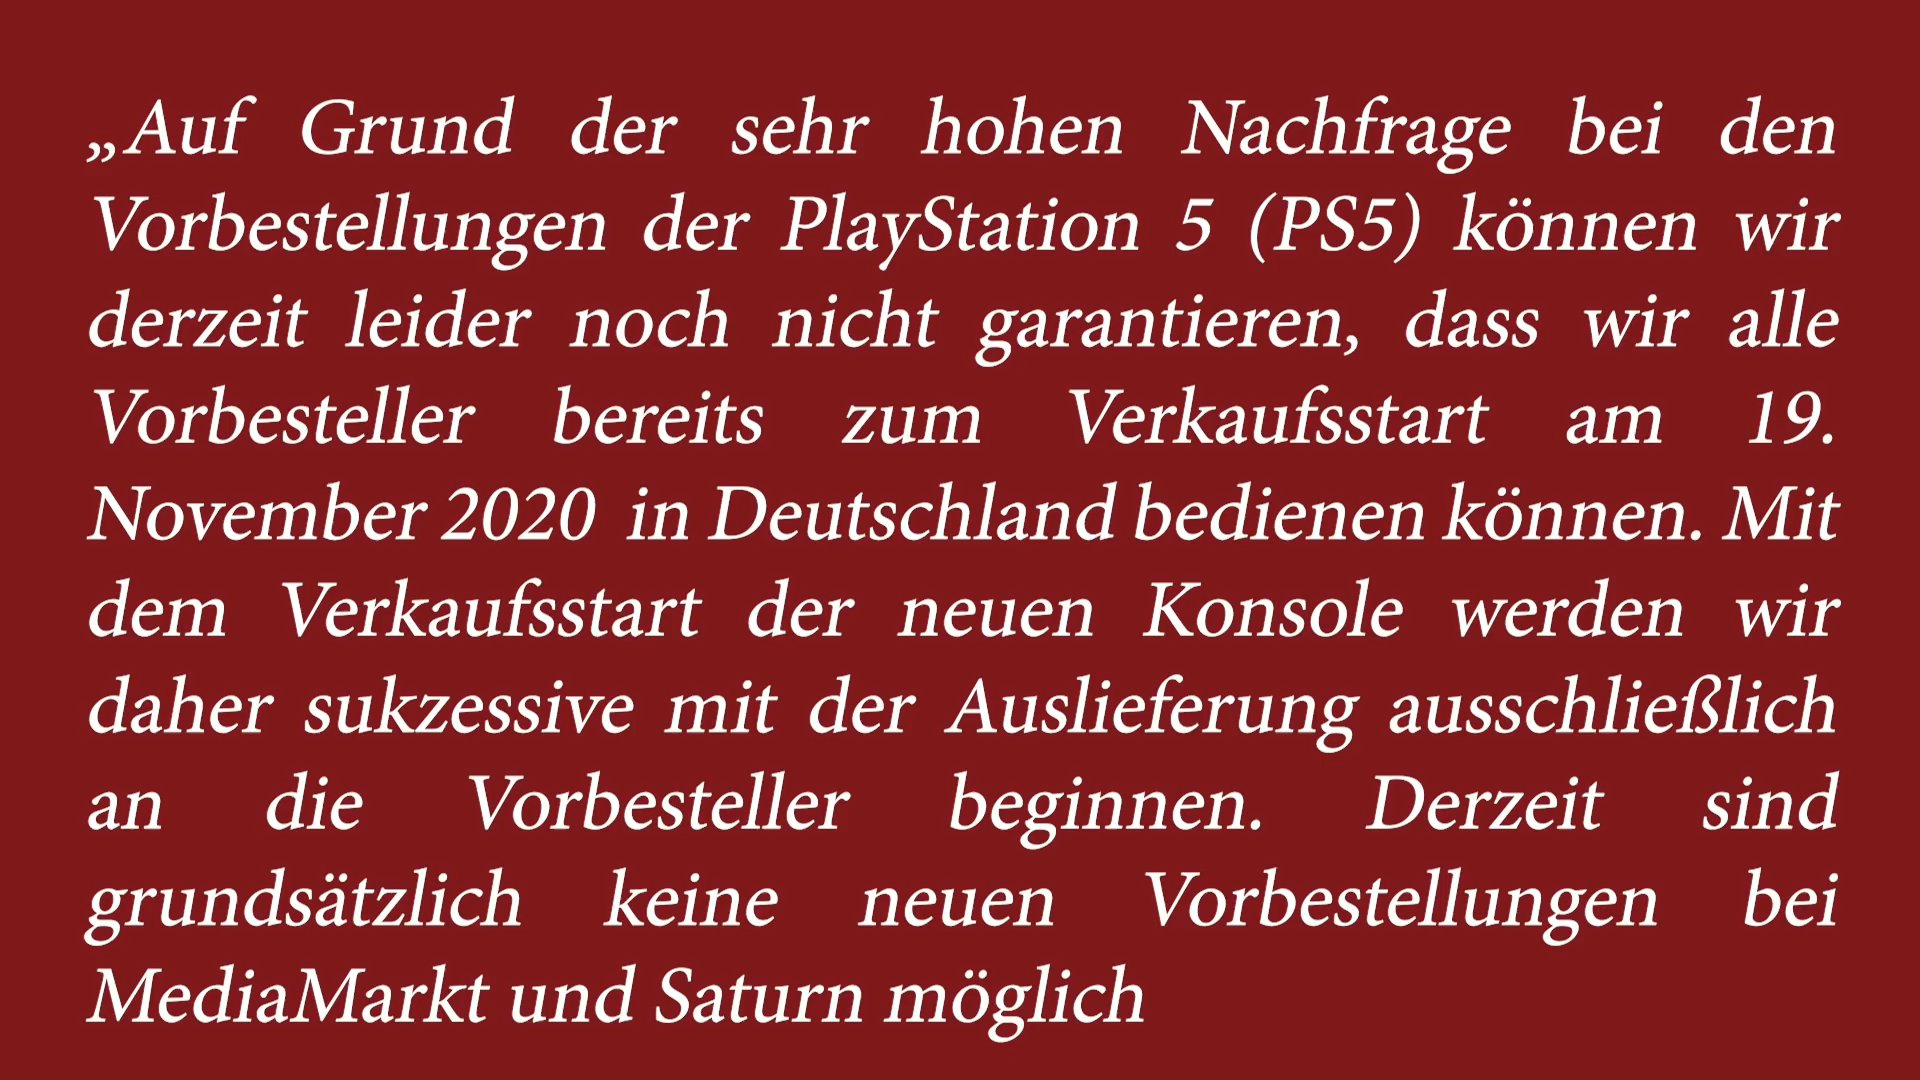 „Auf Grund der sehr hohen Nachfrage bei den
Vorbestellungen der PlayStation 5 (PS5) können wir
derzeit leider noch nicht garantieren, dass wir alle
Vorbesteller bereits zum Verkaufsstart am 19.
November 2020 in Deutschland bedienen können. Mit
dem Verkaufsstart der neuen Konsole werden wir
daher sukzessive mit der Auslieferung ausschließlich
an die Vorbesteller beginnen. Derzeit sind
grundsätzlich keine neuen Vorbestellungen bei
MediaMarkt und Saturn möglich